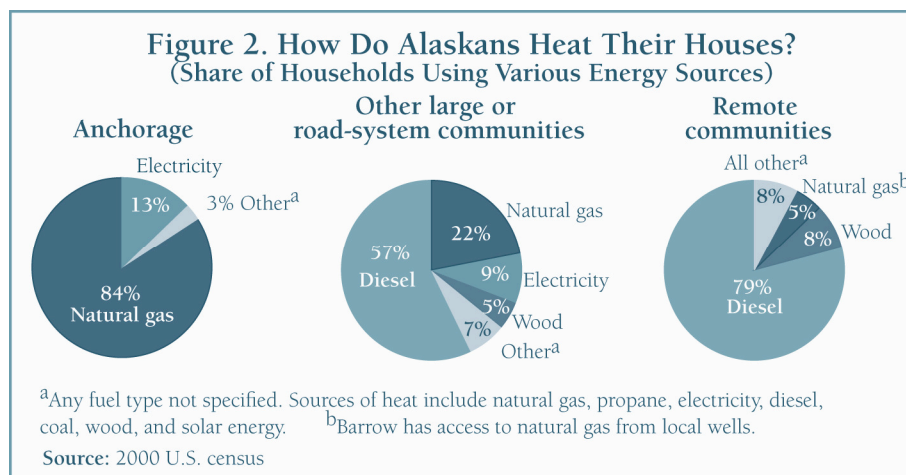 Figure 2. How Do Alaskans Heat Their Houses?
(Share of Households Using Various Energy Sources)
Anchorage
Electricity
13%
3% Otherᵃ
84%
Natural gas
Other large or
road-system communities
Natural gas
22%
57%
Diesel
9%
Electricity
5%
Wood
7%
Otherᵃ
Remote
communities
All otherᵃ
8%
Natural gasᵇ
5%
Wood
8%
79%
Diesel
ᵃAny fuel type not specified. Sources of heat include natural gas, propane, electricity, diesel,
coal, wood, and solar energy. ᵇBarrow has access to natural gas from local wells.
Source: 2000 U.S. census